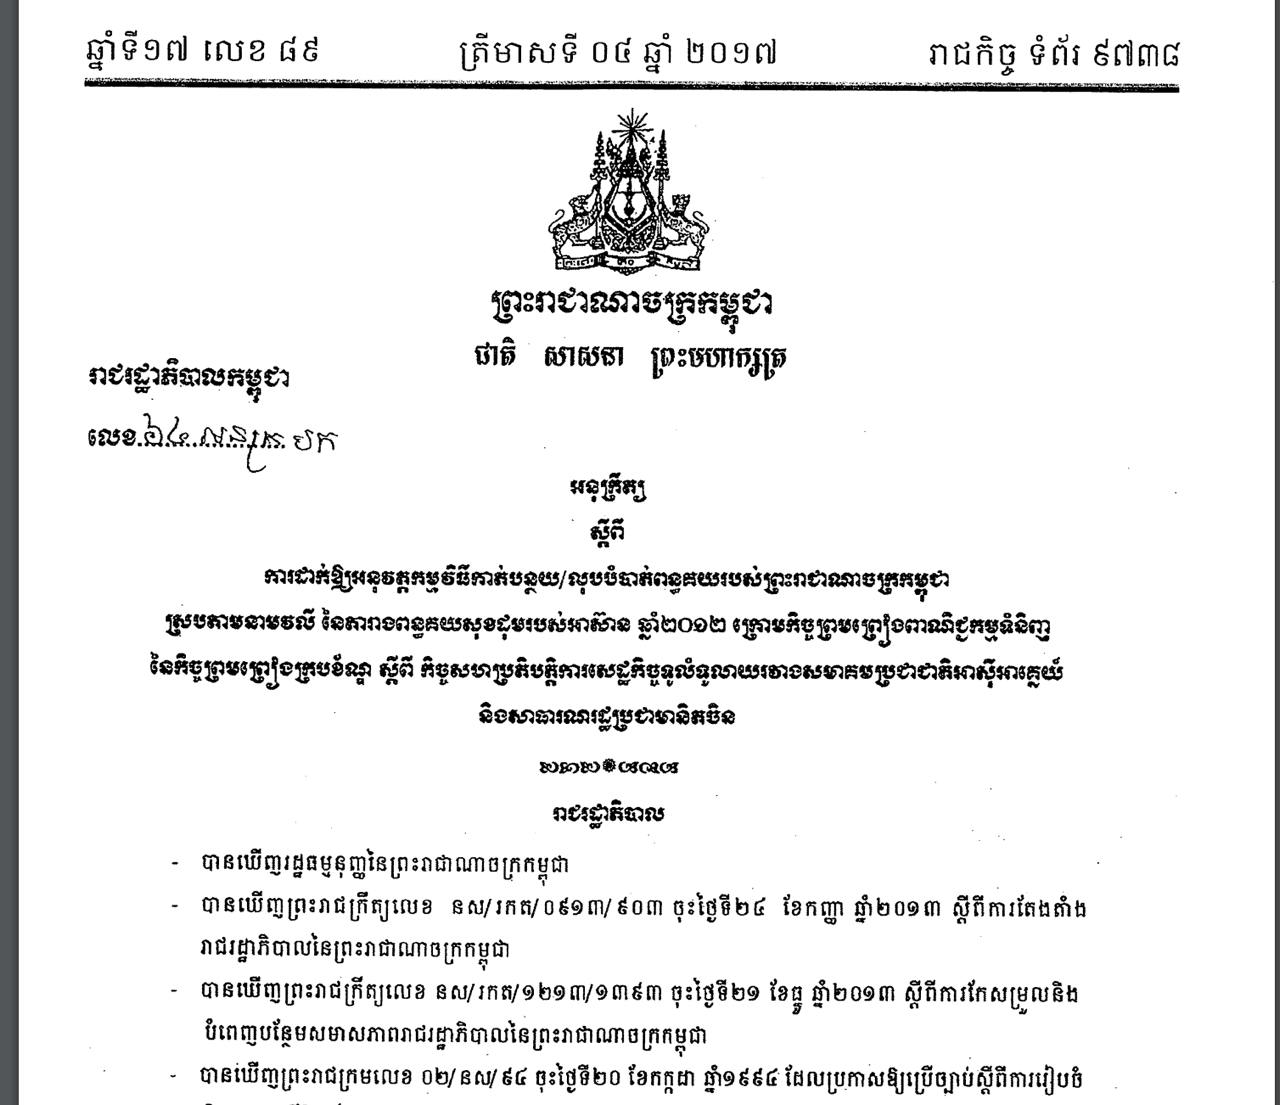 ឆ្នាំទី១៧ លេខ ៨៩ ត្រីមាសទី ០៤ ឆ្នាំ ២០១៧ រាជកិច្ច ទំព័រ ៩៧៣៨
ព្រះរាជាណាចក្រកម្ពុជា
ជាតិ សាសនា ព្រះមហាក្សត្រ
រាជរដ្ឋាភិបាលកម្ពុជា
លេខ
អនុក្រឹត្យ
ស្តីពី
ការដាក់ឱ្យអនុវត្តកម្មវិធីកាត់បន្ថយ/លុបបំបាត់ពន្ធគយរបស់ព្រះរាជាណាចក្រកម្ពុជា
ស្របតាមនាមវលី នៃតារាងពន្ធគយសុខដុមរបស់អាស៊ាន ឆ្នាំ២០១២ ក្រោមកិច្ចព្រមព្រៀងពាណិជ្ជកម្មទំនិញ
នៃកិច្ចព្រមព្រៀងក្របខ័ណ្ឌ ស្តីពី កិច្ចសហប្រតិបត្តិការសេដ្ឋកិច្ចទូលំទូលាយរវាងសមាគមប្រជាជាតិអាស៊ីអាគ្នេយ៍
និងសាធារណរដ្ឋប្រជាមានិតចិន
រាជរដ្ឋាភិបាល
- បានឃើញរដ្ឋធម្មនុញ្ញនៃព្រះរាជាណាចក្រកម្ពុជា
- បានឃើញព្រះរាជក្រឹត្យលេខ នស/រកត/០៩១៣/៩០៣ ចុះថ្ងៃទី២៤ ខែកញ្ញា ឆ្នាំ២០១៣ ស្តីពីការតែងតាំង
រាជរដ្ឋាភិបាលនៃព្រះរាជាណាចក្រកម្ពុជា
- បានឃើញព្រះរាជក្រឹត្យលេខ នស/រកត/១២១៣/១៣៩៣ ចុះថ្ងៃទី២១ ខែធ្នូ ឆ្នាំ២០១៣ ស្តីពីការកែសម្រួលនិង
បំពេញបន្ថែមសមាសភាពរាជរដ្ឋាភិបាលនៃព្រះរាជាណាចក្រកម្ពុជា
- បានឃើញព្រះរាជក្រមលេខ ០២/នស/៩៤ ចុះថ្ងៃទី២០ ខែកក្កដា ឆ្នាំ១៩៩៤ ដែលប្រកាសឱ្យប្រើច្បាប់ស្តីពីការរៀបចំ